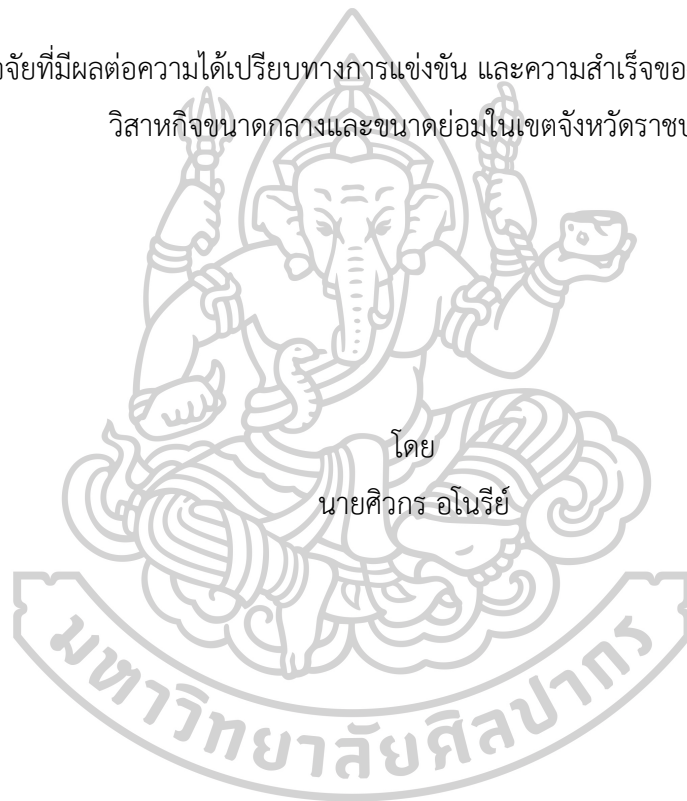 จจัยที่มีผลต่อความได้เปรียบทางการแข่งขัน และความสำเร็จขอ
วิสาหกิจขนาดกลางและขนาดย่อมในเขตจังหวัดราชบ
โดย
นายศิวกร อโนรีย์
มหาวิทยาลัยศิลปากร